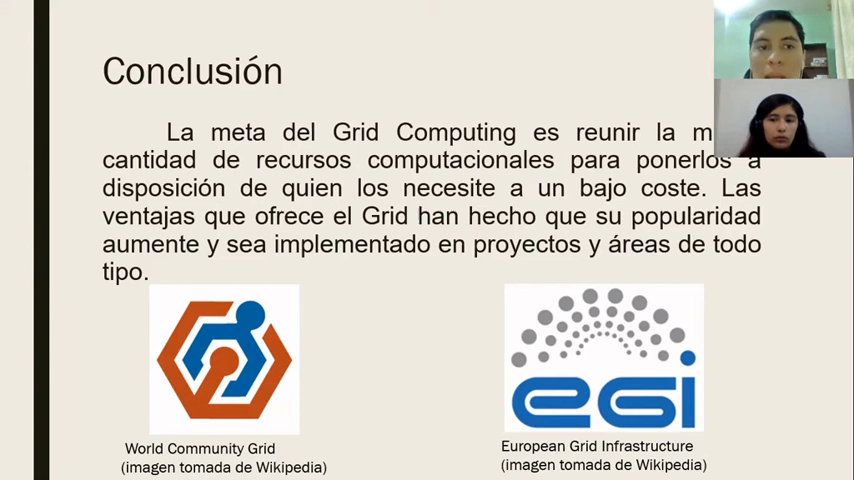 Conclusión
La meta del Grid Computing es reunir la
cantidad de recursos computacionales para ponerlos a
disposición de quien los necesite a un bajo coste. Las
ventajas que ofrece el Grid han hecho que su popularidad
aumente y sea implementado en proyectos y áreas de todo
tipo.
egi
World Community Grid
(imagen tomada de Wikipedia)
European Grid Infrastructure
(imagen tomada de Wikipedia)